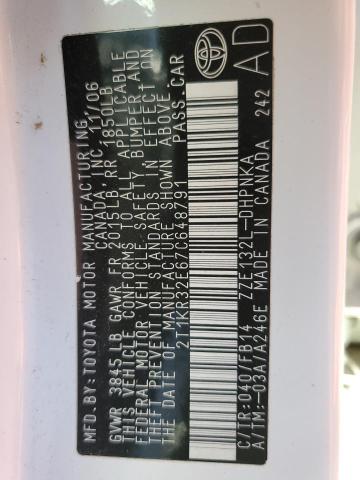 MFD. BY: TOYOTA MOTOR MANUFACTURING,
CANADA, INC. 11/06
GVWR 3845LB GAWR FR 2015LB RR 1850LB
THIS VEHICLE CONFORMS TO ALL APPLICABLE
FEDERAL MOTOR VEHICLE SAFETY, BUMPER, AND
THEFT PREVENTION STANDARDS IN EFFECT ON
THE DATE OF MANUFACTURE SHOWN ABOVE.
2T1KR32E67C648791 PASS. CAR
TOYOTA
C/TR: 040/FB14 ZZE132L-DHPNKA AD
A/TM: -03A/A246E MADE IN CANADA 242